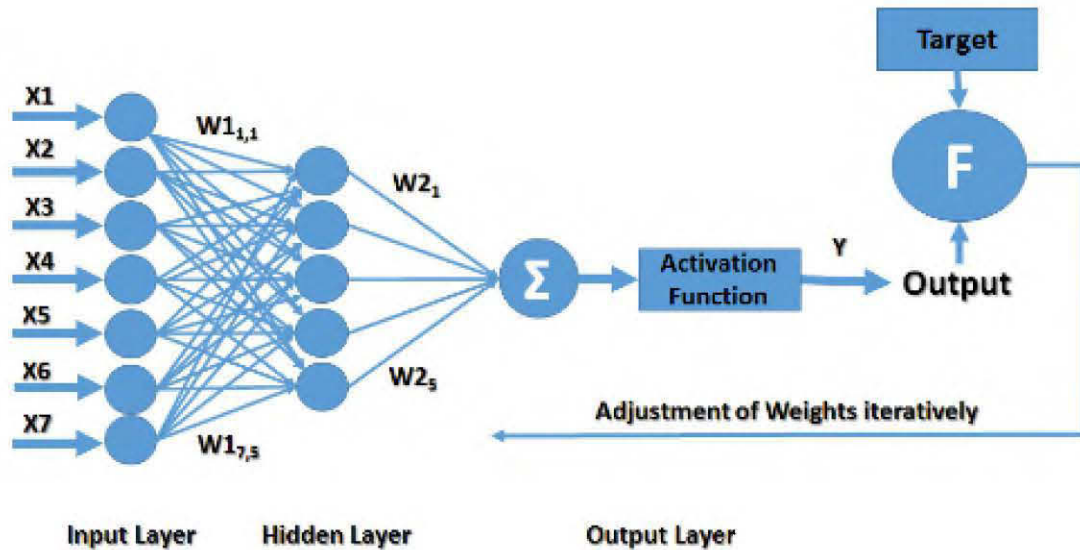 Target
X1
W1₁,₁
X2
F
W2₁
X3
X4
Σ
Activation
Function
Y
Output
X5
X6
W2₅
X7
Adjustment of Weights iteratively
W1₇,₅
Input Layer
Hidden Layer
Output Layer